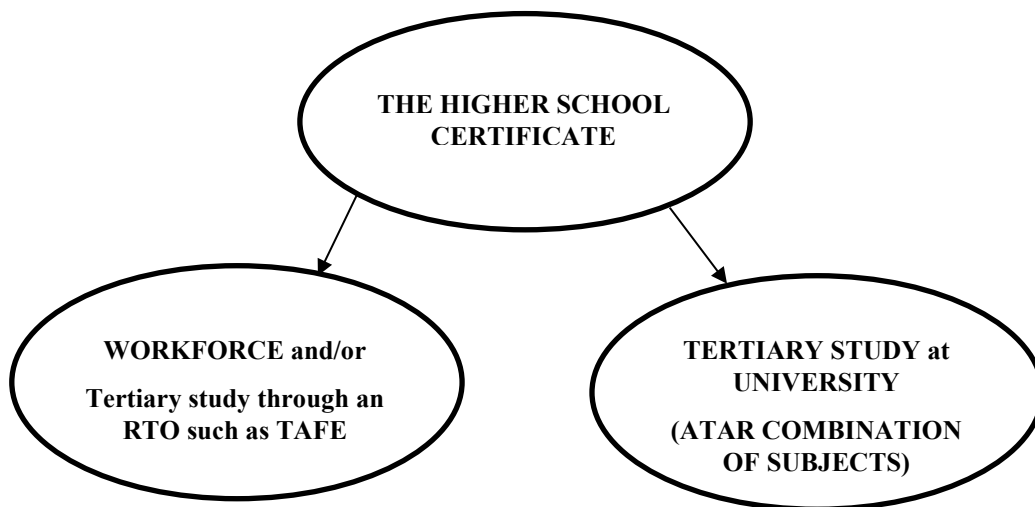 THE HIGHER SCHOOL
CERTIFICATE
WORKFORCE and/or
Tertiary study through an
RTO such as TAFE
TERTIARY STUDY at
UNIVERSITY
(ATAR COMBINATION
OF SUBJECTS)